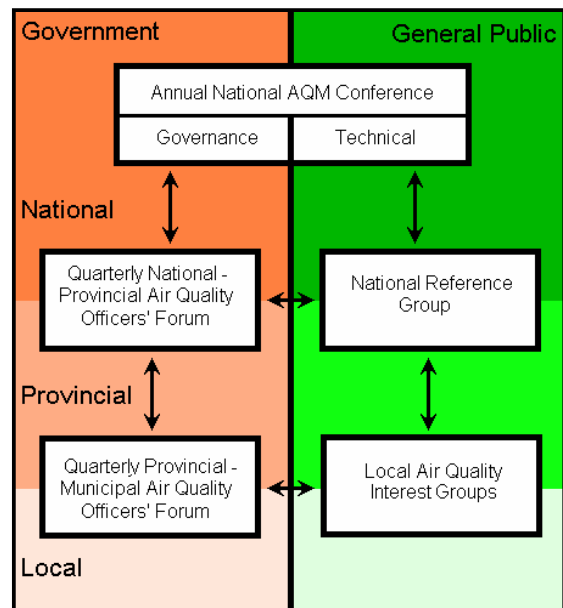 Government
General Public
Annual National AQM Conference
Governance
Technical
National
Quarterly National -
Provincial Air Quality
Officers' Forum
National Reference
Group
Provincial
Quarterly Provincial -
Municipal Air Quality
Officers' Forum
Local Air Quality
Interest Groups
Local